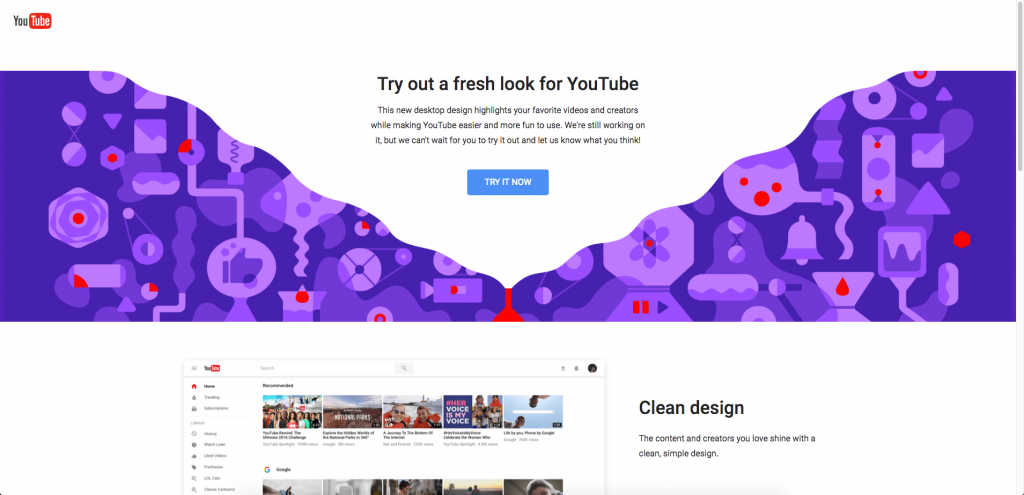 YouTube
Try out a fresh look for YouTube
This new desktop design highlights your favorite videos and creators
while making YouTube easier and more fun to use. We're still working on
it, but we can't wait for you to try it out and let us know what you think!
TRY IT NOW
YouTube
Search
Home
Trending
Subscriptions
LIBRARY
History
Watch Later
Liked Videos
Purchases
LOL Cats
Classic Cartoons!
Recommended
NATIONAL PARKS
#HER
VOICE
IS MY
VOICE
YouTube Rewind: The
Ultimate 2016 Challenge
Explore the Hidden Worlds of
the National Parks in 360°
Google
A Journey To The Bottom Of
The Internet
Nat and Friends
#HerVoiceIsMyVoice:
Celebrate the Women Who
YouTube Spotlight
Life by you, Phone by Google
Google
Google
Clean design
The content and creators you love shine with a
clean, simple design.